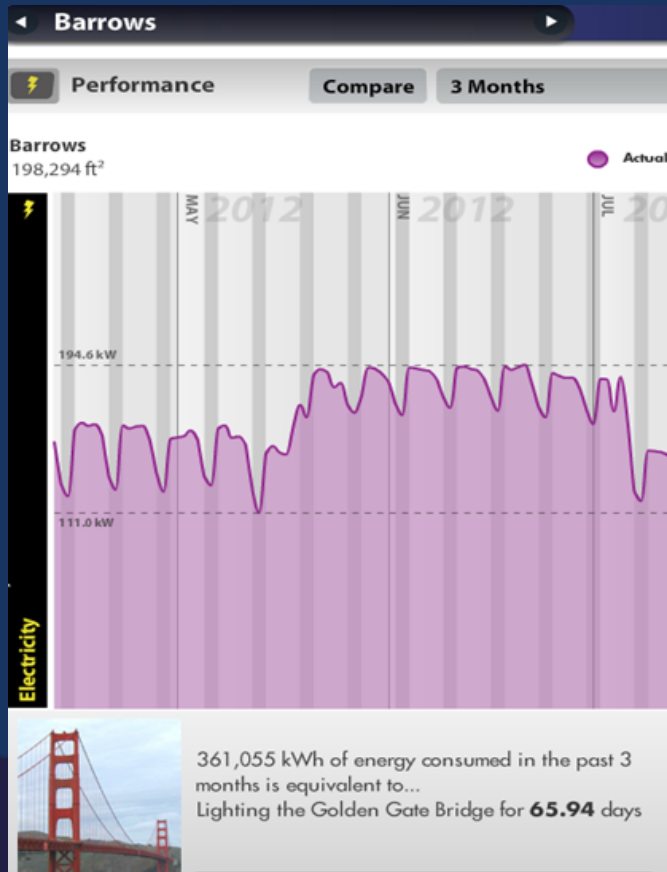 Barrows
Performance
Compare
3 Months
Barrows
198,294 ft²
Actual
MAY 2012
JUN 2012
JUL 20
194.6 kW
111.0 kW
Electricity
361,055 kWh of energy consumed in the past 3
months is equivalent to...
Lighting the Golden Gate Bridge for 65.94 days